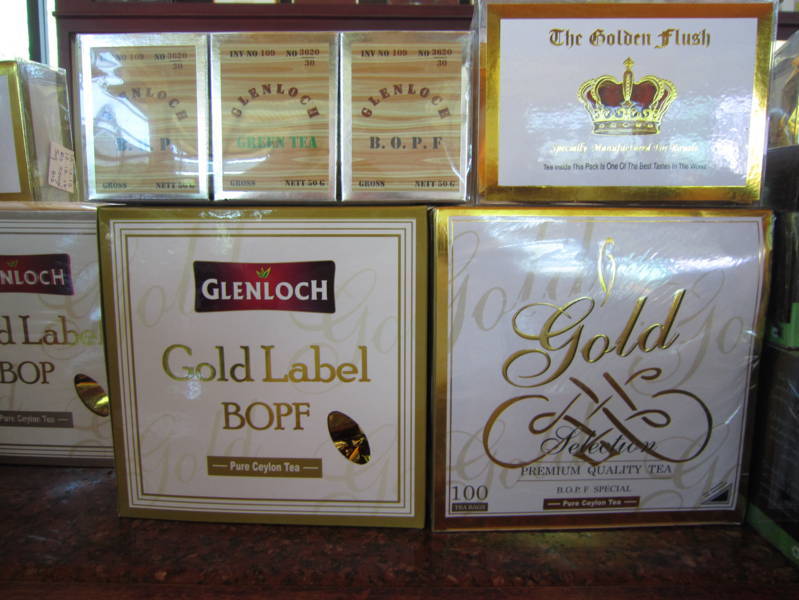 NO 109 NO 3620
30
GLENLOCH
B. O. P.
GROSS NETT 50 G
INV NO 109 NO 3620
30
GLENLOCH
GREEN TEA
GROSS NETT 50 G
INV NO 109 NO 3620
30
GLENLOCH
B. O. P. F
GROSS NETT 50 G
The Golden Flush
Specially Manufactured For Royals
Tea Inside This Pack Is One Of The Best Tastes In The World
NLOCH
d Label
BOP
Pure Ceylon Tea
GLENLOCH
Gold Label
BOPF
Pure Ceylon Tea
Gold
Selection
PREMIUM QUALITY TEA
B.O.P. F SPECIAL
100
TEA BAGS
Pure Ceylon Tea